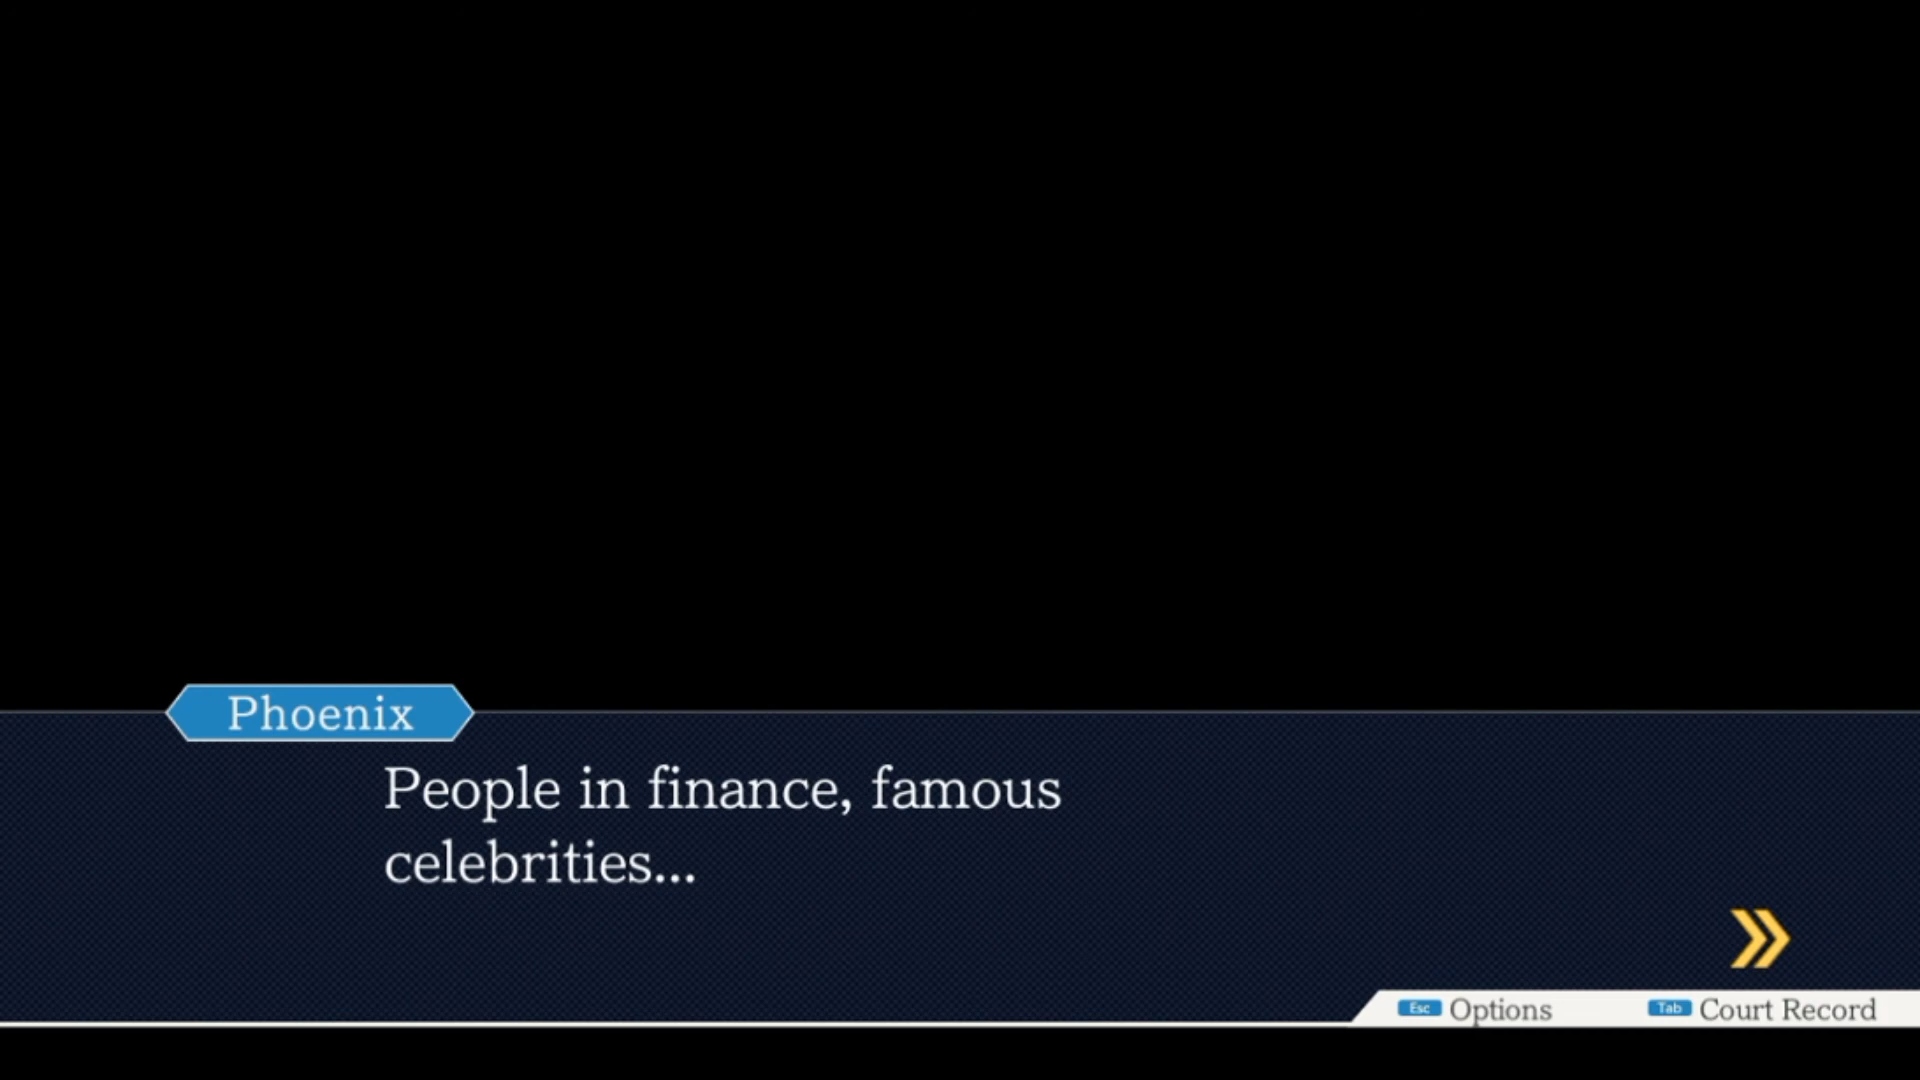 Phoenix
People in finance, famous
celebrities...
Esc Options Tab Court Record